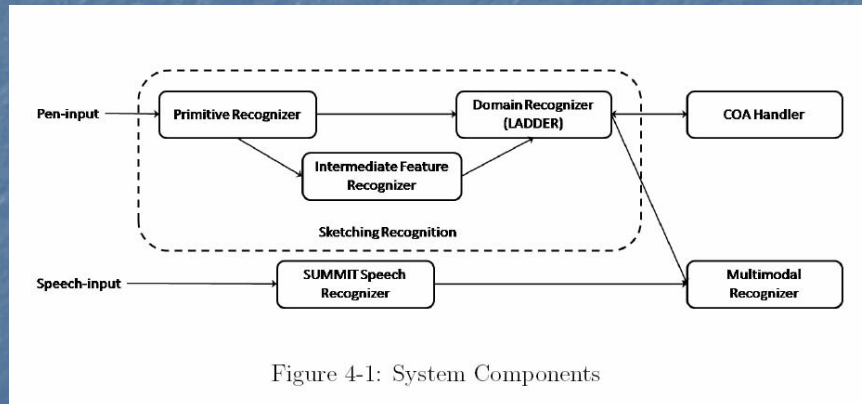 Pen-input
Primitive Recognizer
Domain Recognizer
(LADDER)
COA Handler
Intermediate Feature
Recognizer
Sketching Recognition
Speech-input
SUMMIT Speech
Recognizer
Multimodal
Recognizer
Figure 4-1: System Components